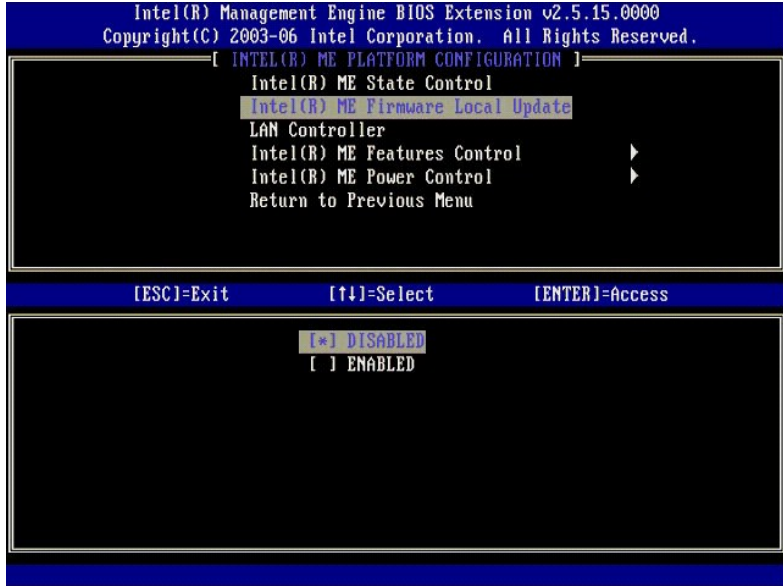 Intel(R) Management Engine BIOS Extension v2.5.15.0000
Copyright(C) 2003-06 Intel Corporation. All Rights Reserved.
[ INTEL(R) ME PLATFORM CONFIGURATION ]
Intel(R) ME State Control
Intel(R) ME Firmware Local Update
LAN Controller
Intel(R) ME Features Control
Intel(R) ME Power Control
Return to Previous Menu
[ESC]=Exit [↑↓]=Select [ENTER]=Access
[*] DISABLED
[ ] ENABLED